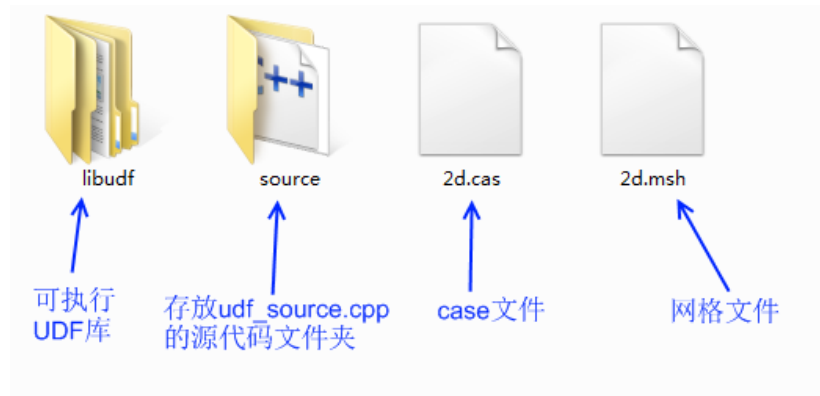 ++
libudf
source
2d.cas
2d.msh
可执行
UDF库
存放udf_source.cpp
的源代码文件夹
case文件
网格文件